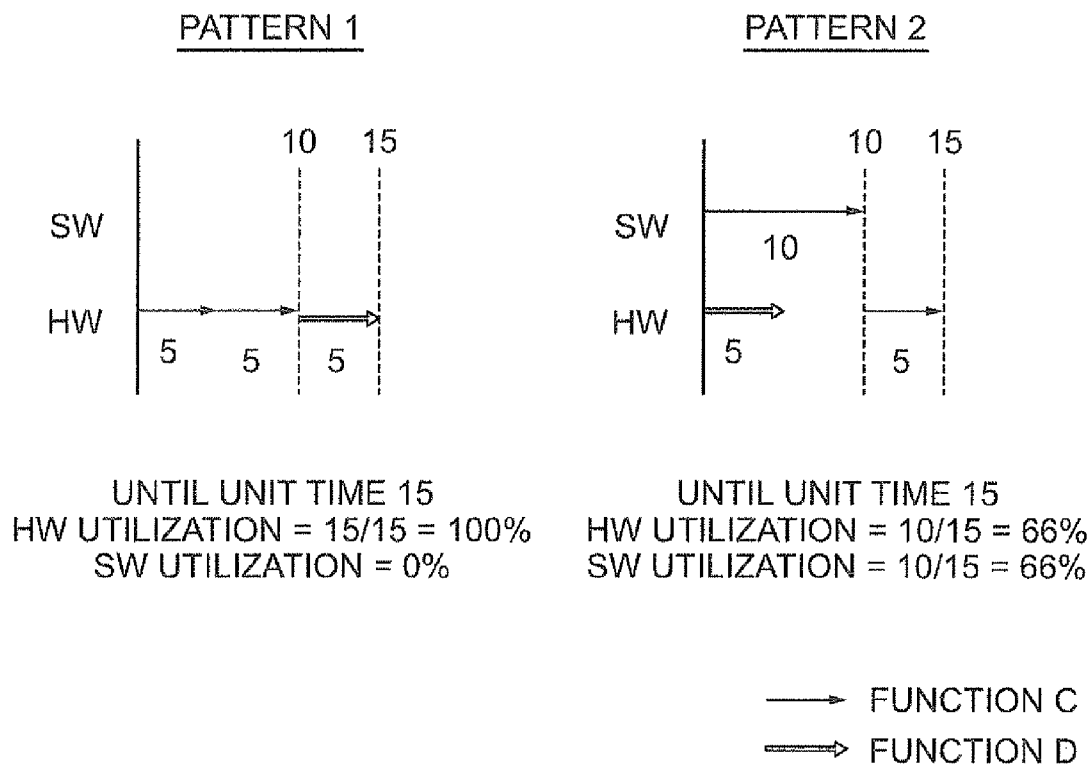 PATTERN 1
PATTERN 2
10 15
SW
HW
5 5 5
10 15
SW
10
HW
5 5
UNTIL UNIT TIME 15
HW UTILIZATION = 15/15 = 100%
SW UTILIZATION = 0%
UNTIL UNIT TIME 15
HW UTILIZATION = 10/15 = 66%
SW UTILIZATION = 10/15 = 66%
FUNCTION C
FUNCTION D